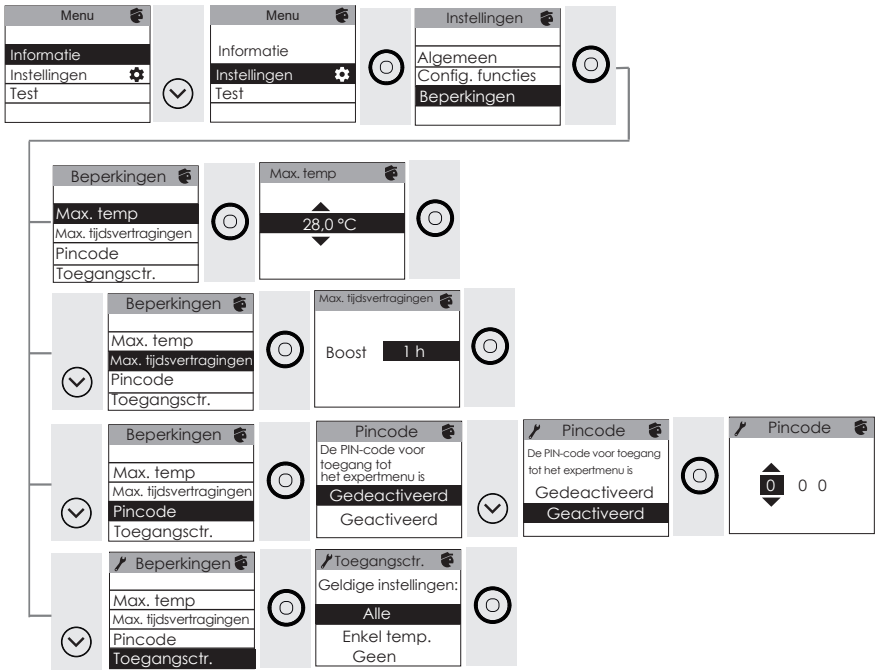 Menu
Informatie
Instellingen
Test
Menu
Informatie
Instellingen
Test
Instellingen
Algemeen
Config. functies
Beperkingen
Beperkingen
Max. temp
Max. tijdsvertragingen
Pincode
Toegangsctr.
Max. temp
28,0 °C
Beperkingen
Max. temp
Max. tijdsvertragingen
Pincode
Toegangsctr.
Max. tijdsvertragingen
Boost 1 h
Beperkingen
Max. temp
Max. tijdsvertragingen
Pincode
Toegangsctr.
Pincode
De PIN-code voor
toegang tot
het expertmenu is
Gedeactiveerd
Geactiveerd
Pincode
De PIN-code voor toegang
tot het expertmenu is
Gedeactiveerd
Geactiveerd
Pincode
0 0 0
Beperkingen
Max. temp
Max. tijdsvertragingen
Pincode
Toegangsctr.
Toegangsctr.
Geldige instellingen:
Alle
Enkel temp.
Geen